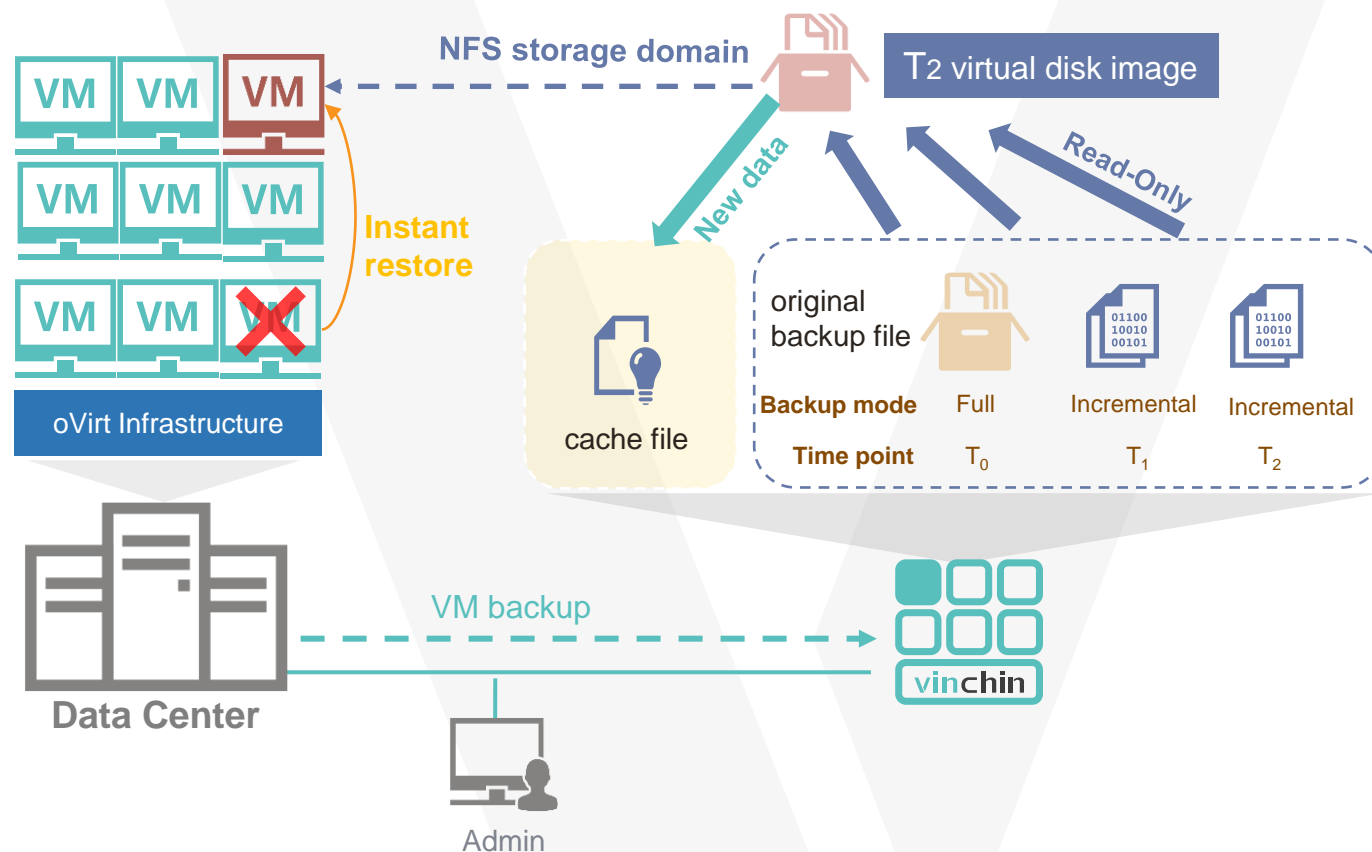 NFS storage domain
T2 virtual disk image
VM VM VM
VM VM VM
VM VM VM
Instant
restore
New data
Read-Only
oVirt Infrastructure
cache file
original
backup file
01100
10010
00101
01100
10010
00101
Backup mode Full Incremental Incremental
Time point T0 T1 T2
VM backup
vinchin
Data Center
Admin